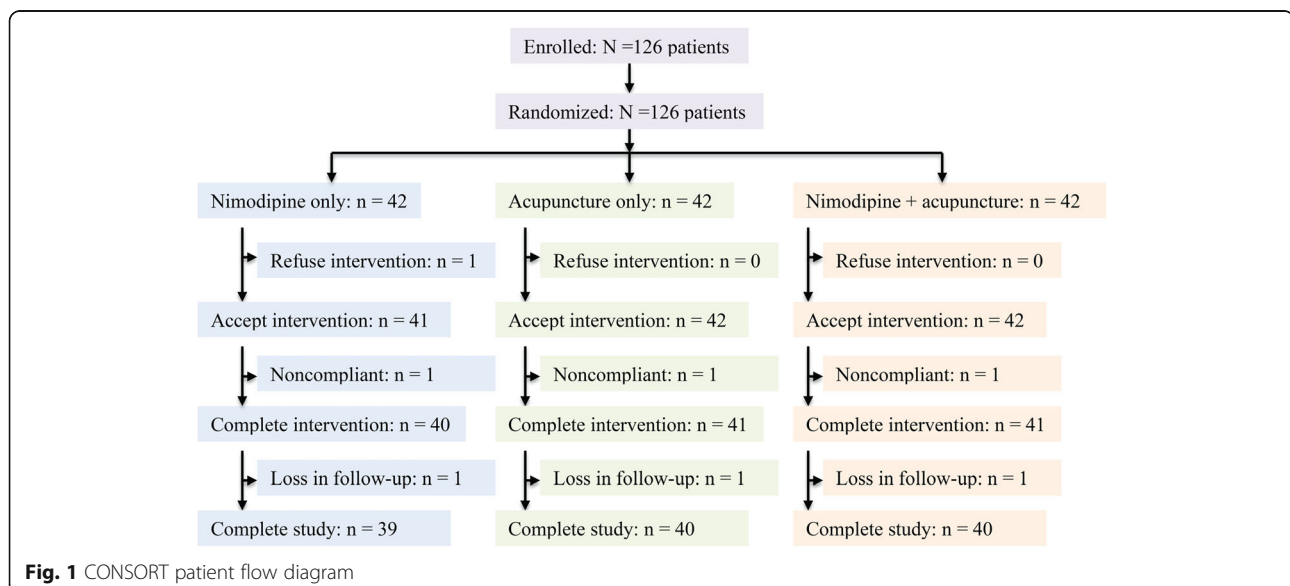 Enrolled: N =126 patients
Randomized: N =126 patients
Nimodipine only: n = 42
Acupuncture only: n = 42
Nimodipine + acupuncture: n = 42
Refuse intervention: n = 1
Refuse intervention: n = 0
Refuse intervention: n = 0
Accept intervention: n = 41
Accept intervention: n = 42
Accept intervention: n = 42
Noncompliant: n = 1
Noncompliant: n = 1
Noncompliant: n = 1
Complete intervention: n = 40
Complete intervention: n = 41
Complete intervention: n = 41
Loss in follow-up: n = 1
Loss in follow-up: n = 1
Loss in follow-up: n = 1
Complete study: n = 39
Complete study: n = 40
Complete study: n = 40
Fig. 1 CONSORT patient flow diagram